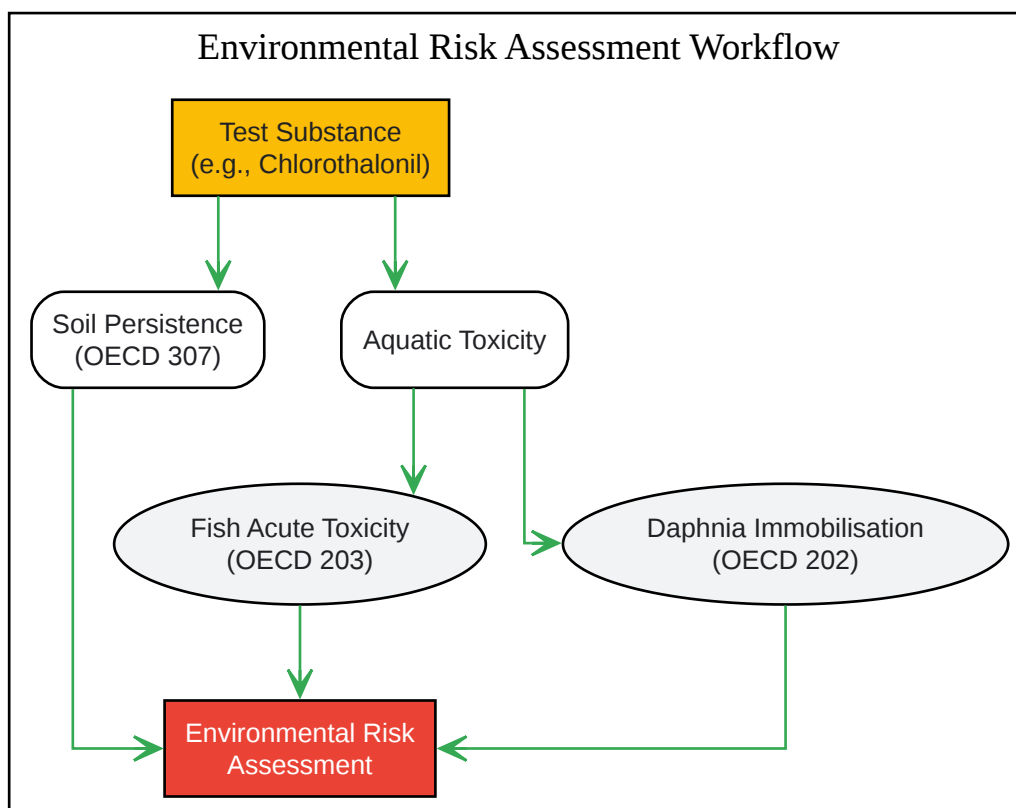 Environmental Risk Assessment Workflow
Test Substance
(e.g., Chlorothalonil)
Soil Persistence
(OECD 307)
Aquatic Toxicity
Fish Acute Toxicity
(OECD 203)
Daphnia Immobilisation
(OECD 202)
Environmental Risk
Assessment